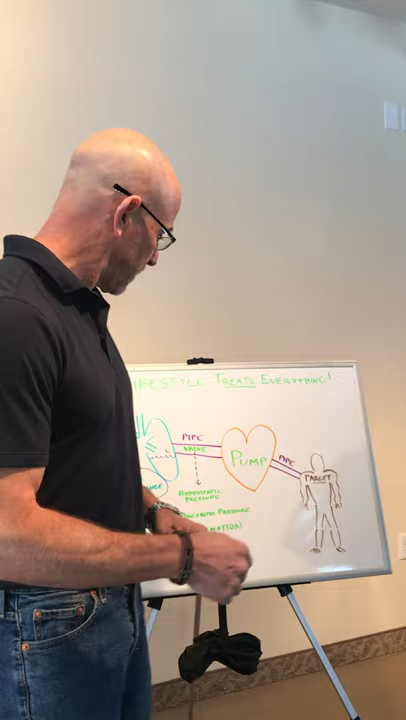 LIFESTYLE TREATS EVERYTHING!
PIPE
VALVE
PUMP
PIPE
TARGET
HYDROSTATIC
PRESSURE
ONCOTIC PRESSURE